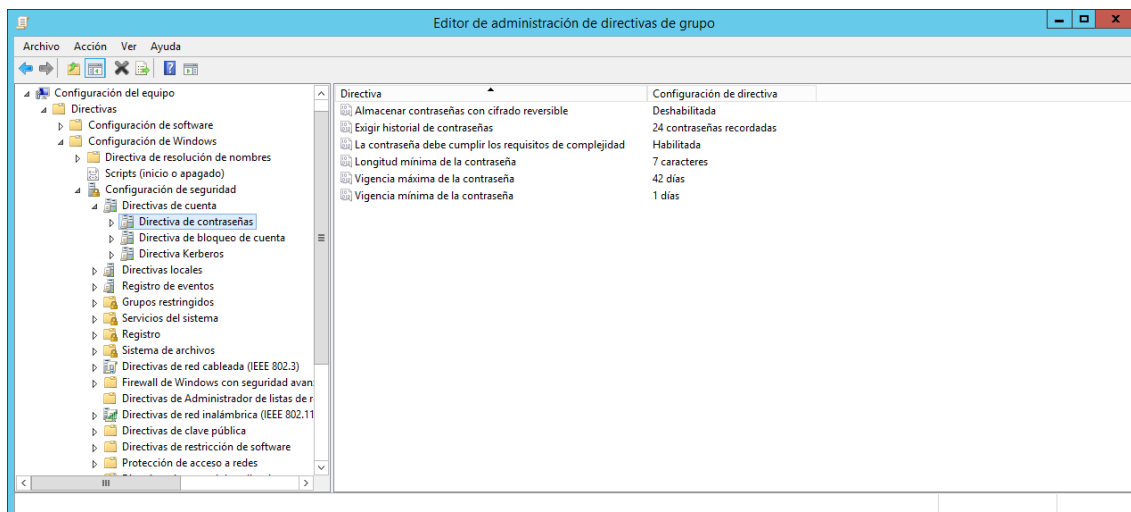 Editor de administración de directivas de grupo
Archivo Acción Ver Ayuda
Configuración del equipo
Directivas
Configuración de software
Configuración de Windows
Directiva de resolución de nombres
Scripts (inicio o apagado)
Configuración de seguridad
Directivas de cuenta
Directiva de contraseñas
Directiva de bloqueo de cuenta
Directiva Kerberos
Directivas locales
Registro de eventos
Grupos restringidos
Servicios del sistema
Registro
Sistema de archivos
Directivas de red cableada (IEEE 802.3)
Firewall de Windows con seguridad avan
Directivas de Administrador de listas de r
Directivas de red inalámbrica (IEEE 802.11
Directivas de clave pública
Directivas de restricción de software
Protección de acceso a redes
Directiva Configuración de directiva
Almacenar contraseñas con cifrado reversible Deshabilitada
Exigir historial de contraseñas 24 contraseñas recordadas
La contraseña debe cumplir los requisitos de complejidad Habilitada
Longitud mínima de la contraseña 7 caracteres
Vigencia máxima de la contraseña 42 días
Vigencia mínima de la contraseña 1 días